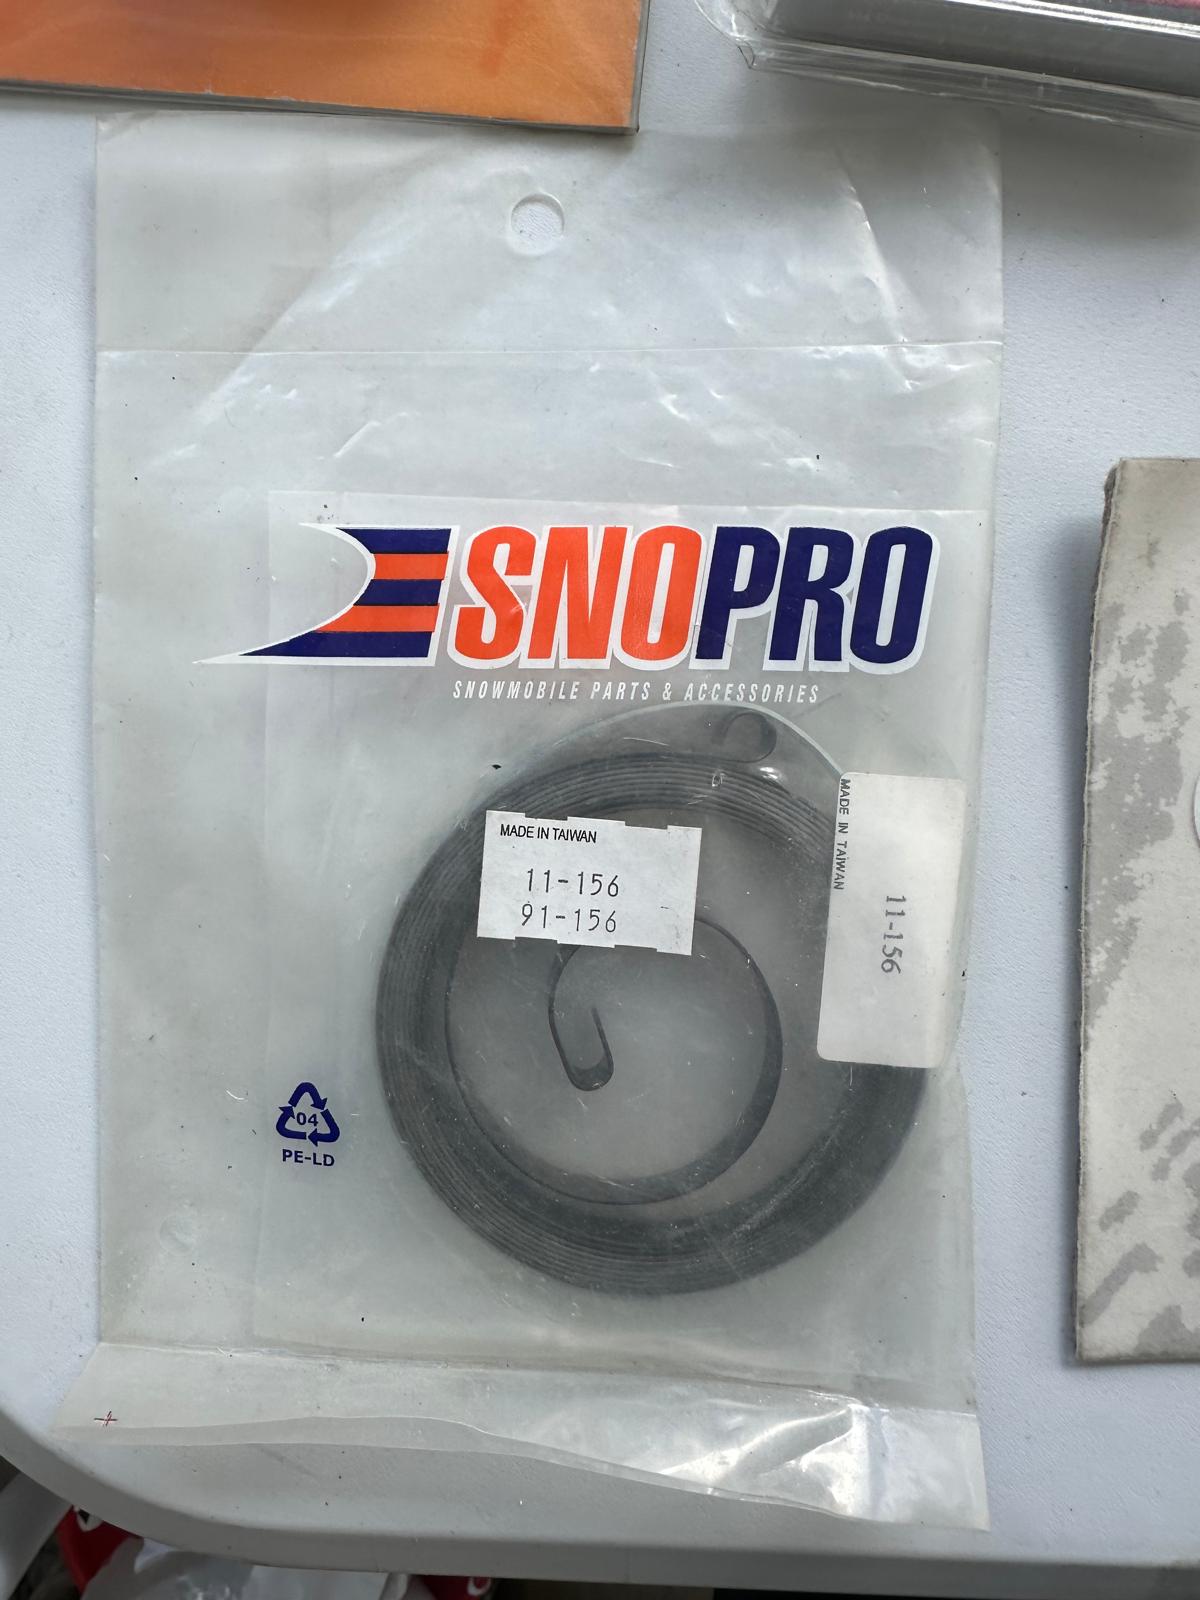 SNOPRO
SNOWMOBILE PARTS & ACCESSORIES
MADE IN TAIWAN
11-156
91-156
MADE IN TAIWAN
11-156
04
PE-LD